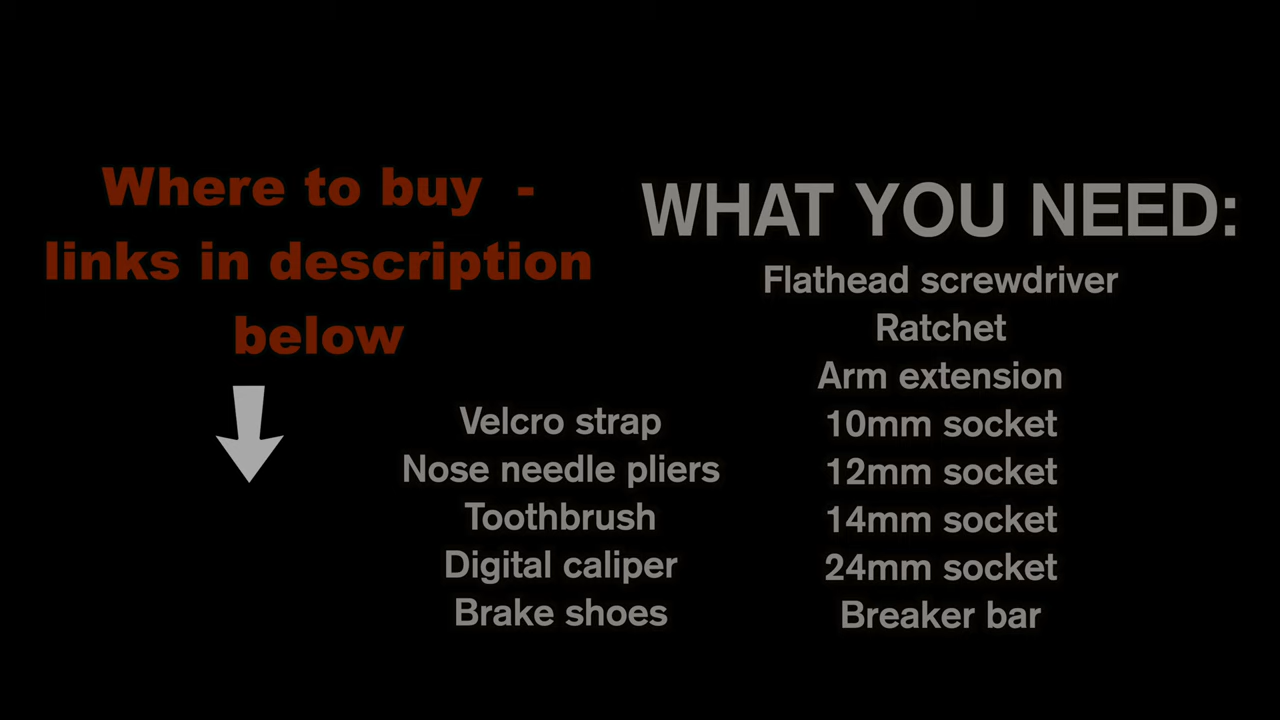 Where to buy -
links in description
below
WHAT YOU NEED:
Flathead screwdriver
Ratchet
Arm extension
10mm socket
12mm socket
14mm socket
24mm socket
Breaker bar
Velcro strap
Nose needle pliers
Toothbrush
Digital caliper
Brake shoes